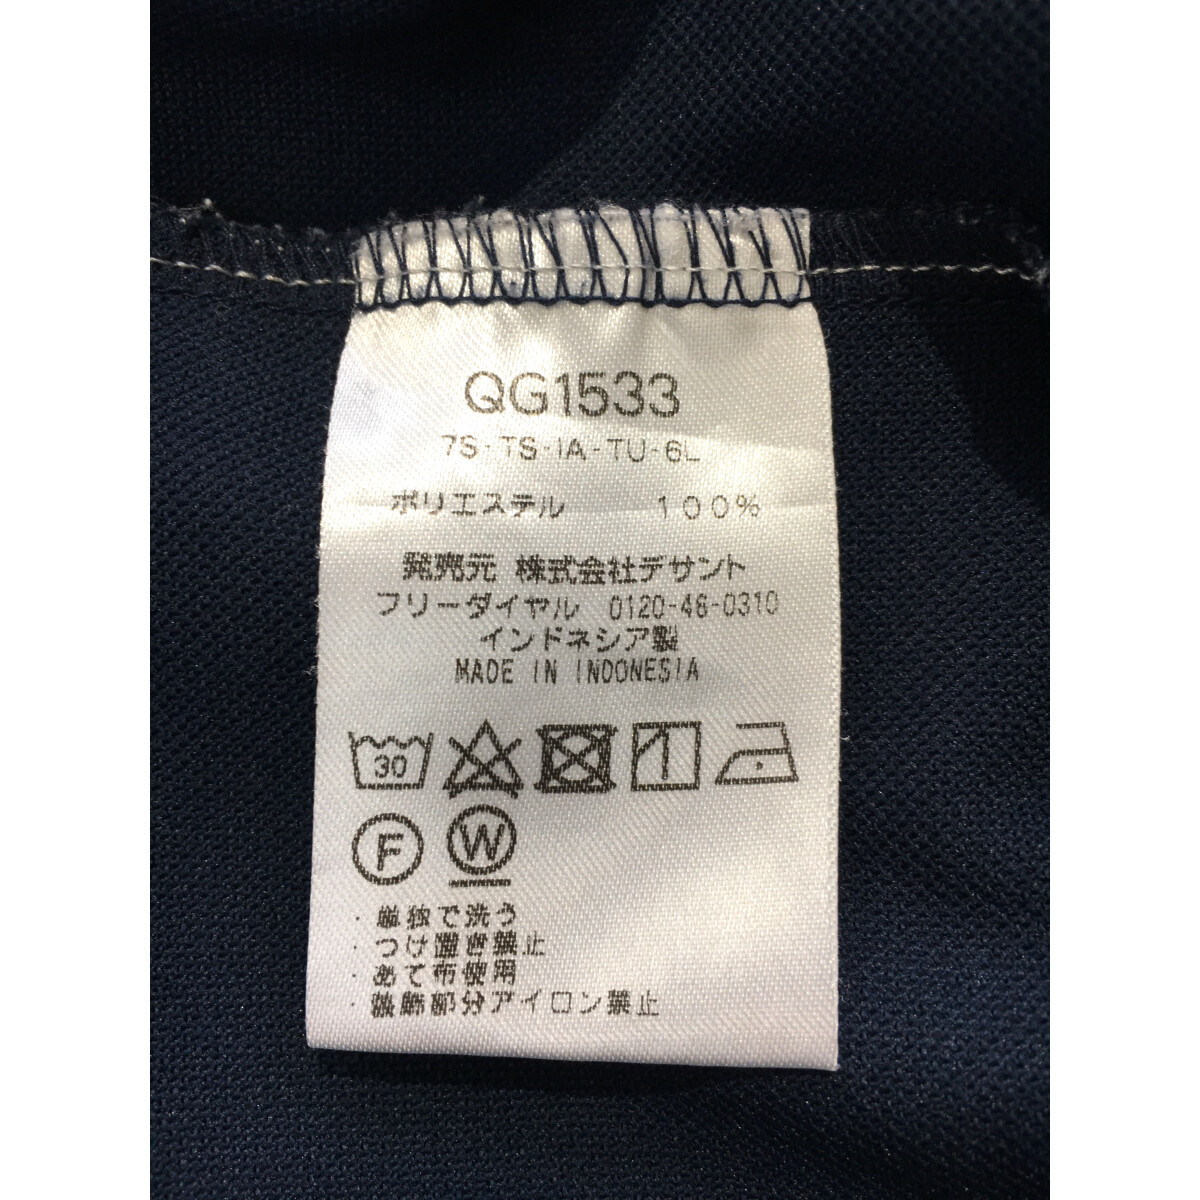 QG1533
7S-TS-IA-TU-6L
ポリエステル 100%
発売元 株式会社デサント
フリーダイヤル 0120-46-0310
インドネシア製
MADE IN INDONESIA
30
F W
・単独で洗う
・つけ置き禁止
・あて布使用
・装飾部分アイロン禁止